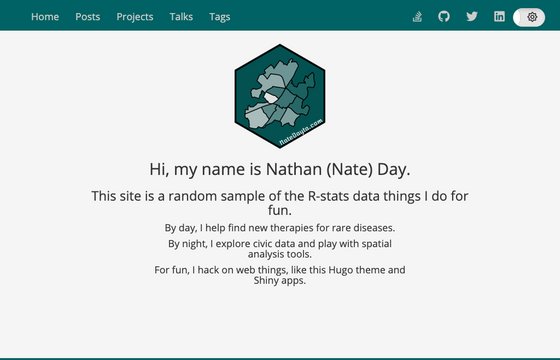 Home Posts Projects Talks Tags
NateDayta.com
Hi, my name is Nathan (Nate) Day.
This site is a random sample of the R-stats data things I do for
fun.
By day, I help find new therapies for rare diseases.
By night, I explore civic data and play with spatial
analysis tools.
For fun, I hack on web things, like this Hugo theme and
Shiny apps.